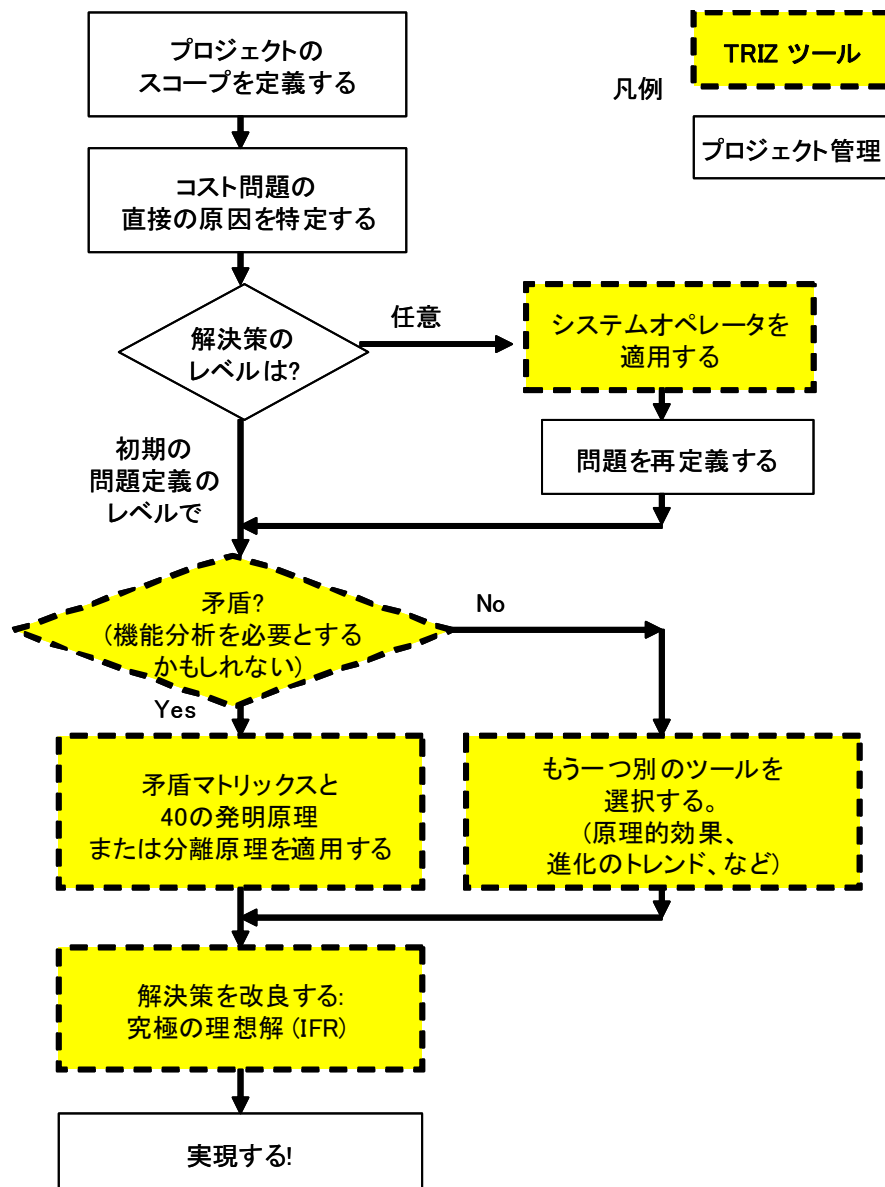 プロジェクトの
スコープを定義する
TRIZ ツール
凡例
プロジェクト管理
コスト問題の
直接の原因を特定する
解決策の
レベルは?
任意
システムオペレータを
適用する
初期の
問題定義の
レベルで
問題を再定義する
矛盾?
(機能分析を必要とする
かもしれない)
No
Yes
矛盾マトリックスと
40の発明原理
または分離原理を適用する
もう一つ別のツールを
選択する。
(原理的効果、
進化のトレンド、など)
解決策を改良する:
究極の理想解 (IFR)
実現する!